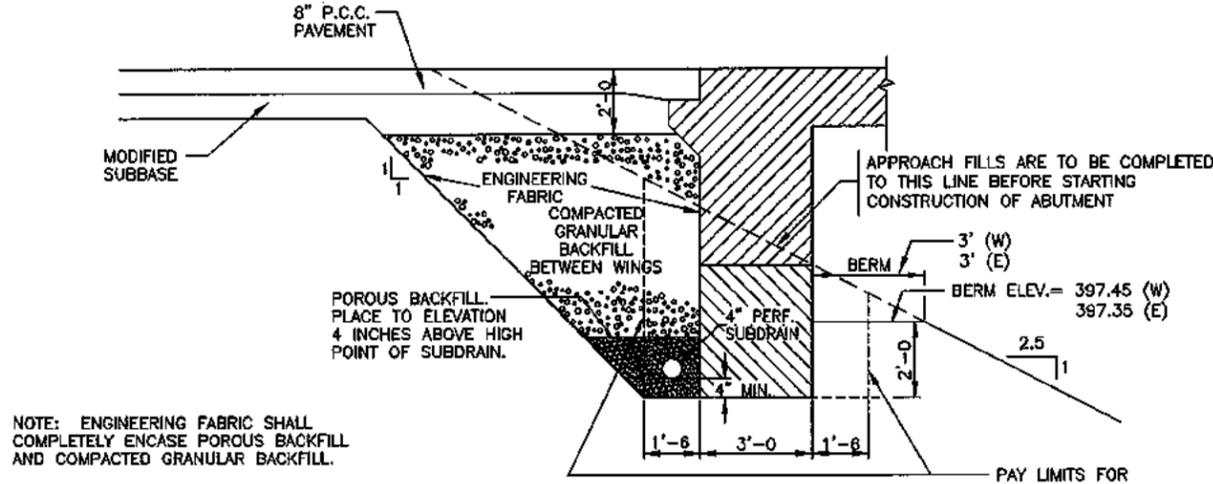 8" P.C.C.
PAVEMENT
2'-0
MODIFIED
SUBBASE
1
1
ENGINEERING
FABRIC
COMPACTED
GRANULAR
BACKFILL
BETWEEN WINGS
APPROACH FILLS ARE TO BE COMPLETED
TO THIS LINE BEFORE STARTING
CONSTRUCTION OF ABUTMENT
BERM
3' (W)
3' (E)
BERM ELEV.= 397.45 (W)
397.35 (E)
POROUS BACKFILL.
PLACE TO ELEVATION
4 INCHES ABOVE HIGH
POINT OF SUBDRAIN.
4" PERF.
SUBDRAIN
4" MIN.
2.5
1
2'-0
NOTE: ENGINEERING FABRIC SHALL
COMPLETELY ENCASE POROUS BACKFILL
AND COMPACTED GRANULAR BACKFILL.
1'-6
3'-0
1'-6
PAY LIMITS FOR